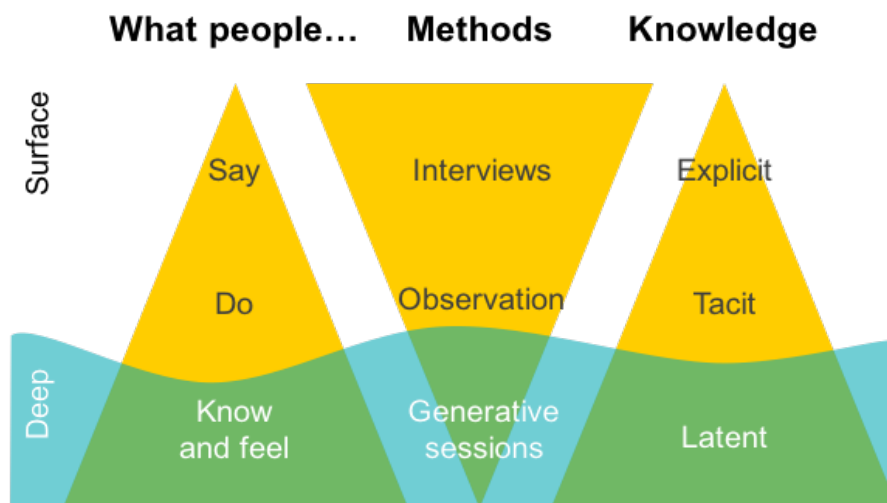 What people… Methods Knowledge
Surface
Say Interviews Explicit
Do Observation Tacit
Deep
Know
and feel
Generative
sessions
Latent